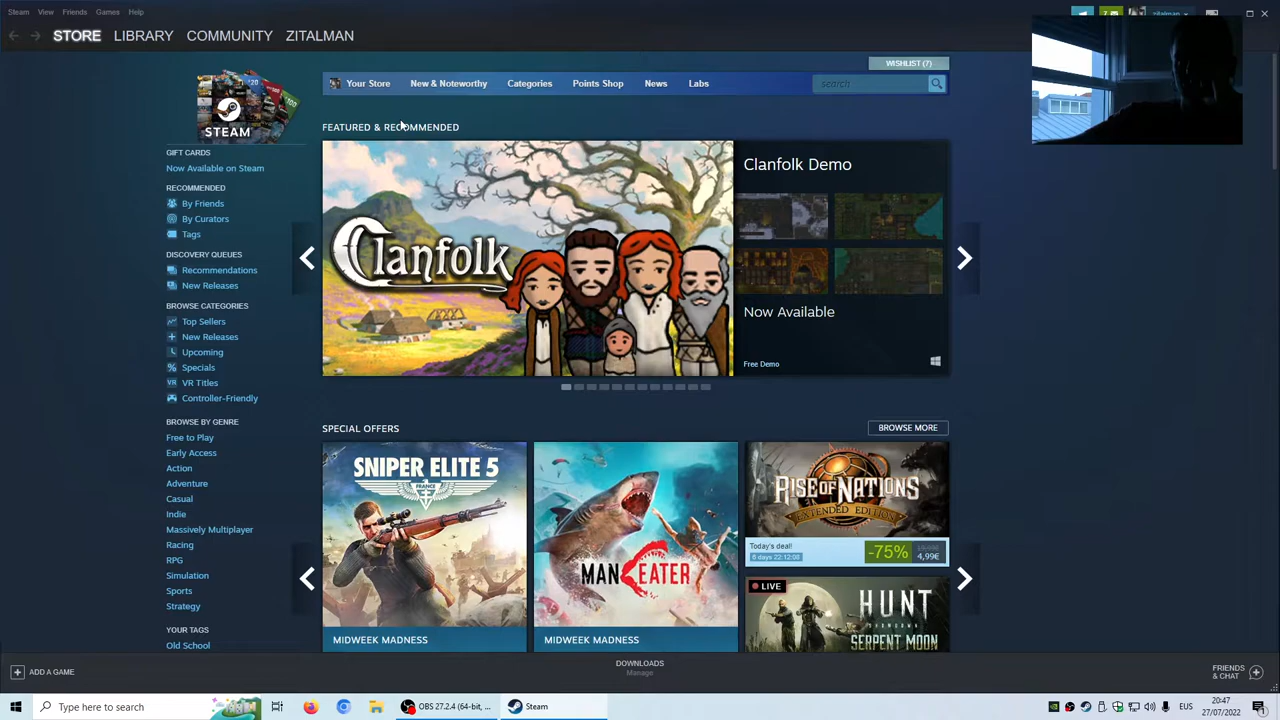 Steam View Friends Games Help
zitalman
7
STORE LIBRARY COMMUNITY ZITALMAN
WISHLIST (7)
Your Store New & Noteworthy Categories Points Shop News Labs search
STEAM
GIFT CARDS
Now Available on Steam
RECOMMENDED
By Friends
By Curators
Tags
DISCOVERY QUEUES
Recommendations
New Releases
BROWSE CATEGORIES
Top Sellers
New Releases
Upcoming
Specials
VR VR Titles
Controller-Friendly
BROWSE BY GENRE
Free to Play
Early Access
Action
Adventure
Casual
Indie
Massively Multiplayer
Racing
RPG
Simulation
Sports
Strategy
YOUR TAGS
Old School
FEATURED & RECOMMENDED
Clanfolk
Clanfolk Demo
Now Available
Free Demo
SPECIAL OFFERS
BROWSE MORE
SNIPER ELITE 5
FRANCE
MIDWEEK MADNESS
MANEATER
MIDWEEK MADNESS
RISE OF NATIONS
EXTENDED EDITION
Today's deal!
-75%
4,99€
LIVE
HUNT
SHOWDOWN
SERPENT MOON
ADD A GAME
DOWNLOADS
Manage
FRIENDS
& CHAT
Type here to search
OBS 27.2.4 (64-bit, ...
Steam
EUS
20:47
27/07/2022